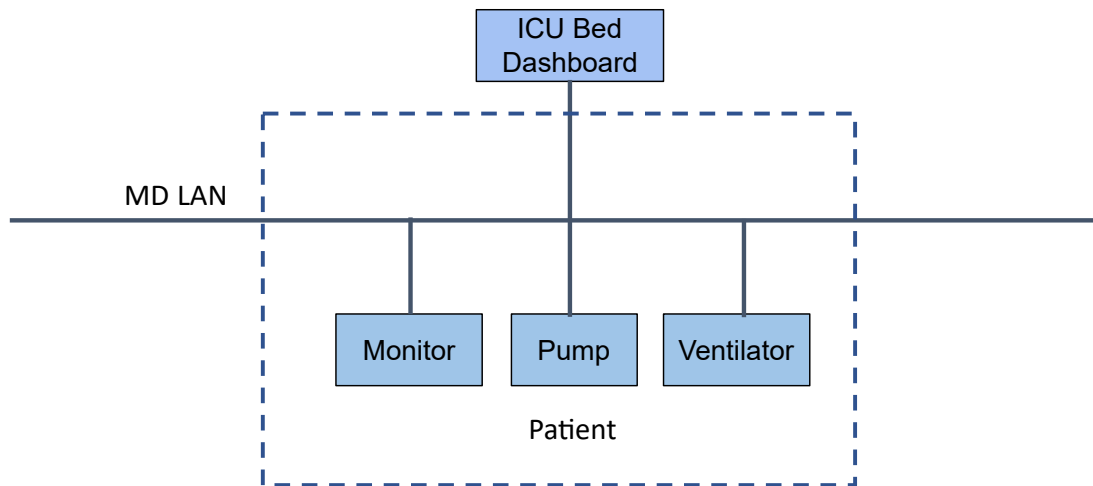 ICU Bed
Dashboard
MD LAN
Monitor
Pump
Ventilator
Patient